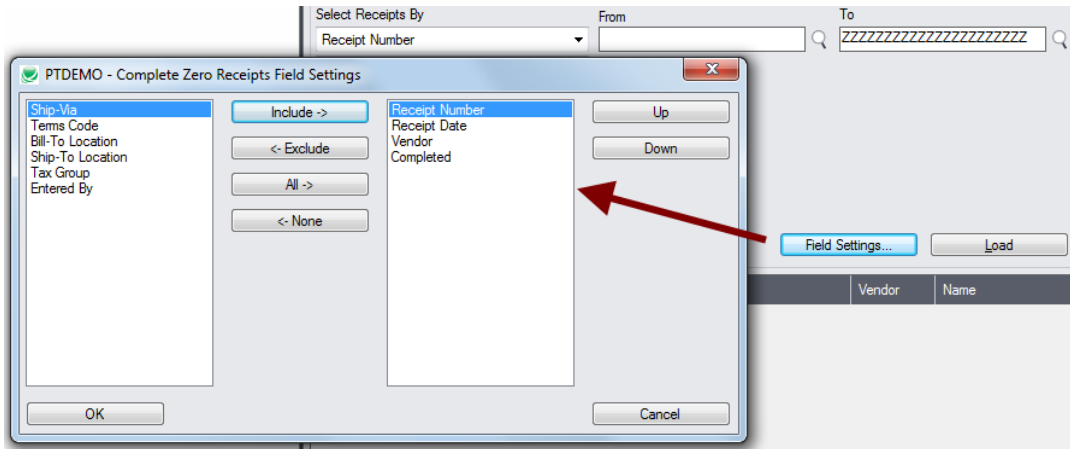 Select Receipts By
From
To
Receipt Number
ZZZZZZZZZZZZZZZZZZZZZZ
PTDEMO - Complete Zero Receipts Field Settings
Ship-Via
Terms Code
Bill-To Location
Ship-To Location
Tax Group
Entered By
Include ->
<- Exclude
All ->
<- None
Receipt Number
Receipt Date
Vendor
Completed
Up
Down
Field Settings...
Load
Vendor
Name
OK
Cancel